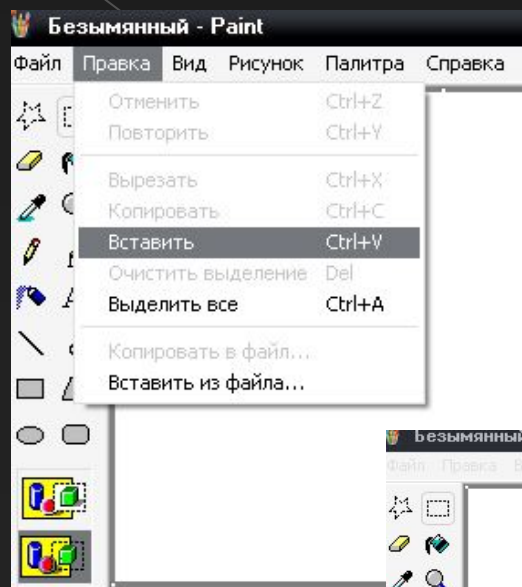 Безымянный - Paint
Файл Правка Вид Рисунок Палитра Справка
Отменить Ctrl+Z
Повторить Ctrl+Y
Вырезать Ctrl+X
Копировать Ctrl+C
Вставить Ctrl+V
Очистить выделение Del
Выделить все Ctrl+A
Копировать в файл...
Вставить из файла...
Безымянный
Файл Правка В